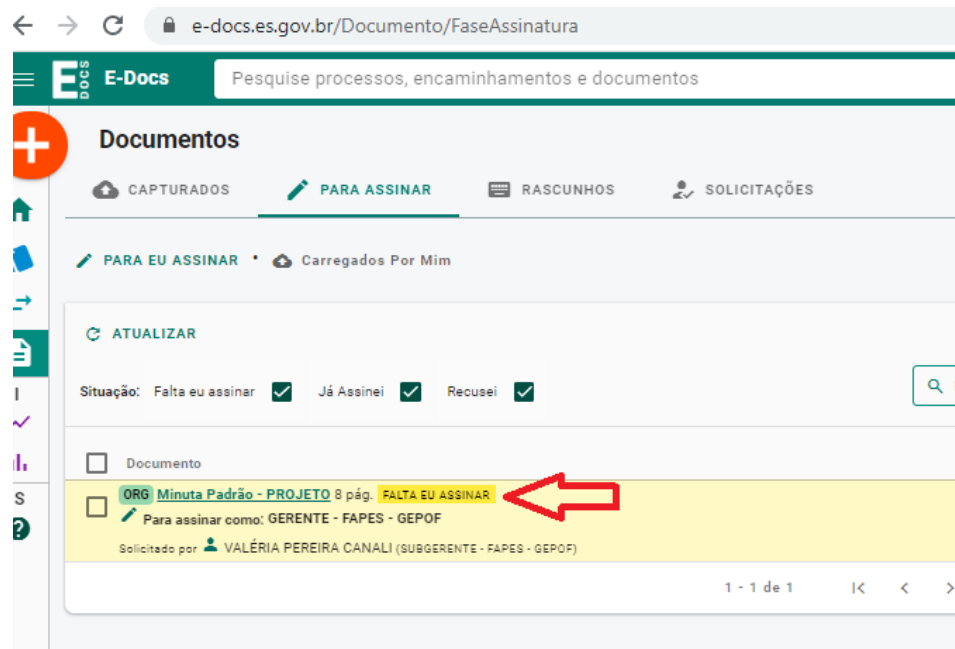 e-docs.es.gov.br/Documento/FaseAssinatura
E DOCS E-Docs Pesquise processos, encaminhamentos e documentos
Documentos
CAPTURADOS PARA ASSINAR RASCUNHOS SOLICITAÇÕES
PARA EU ASSINAR • Carregados Por Mim
ATUALIZAR
Situação: Falta eu assinar Já Assinei Recusei
Documento
ORG Minuta Padrão - PROJETO 8 pág. FALTA EU ASSINAR
Para assinar como: GERENTE - FAPES - GEPOF
Solicitado por VALÉRIA PEREIRA CANALI (SUBGERENTE - FAPES - GEPOF)
1 - 1 de 1